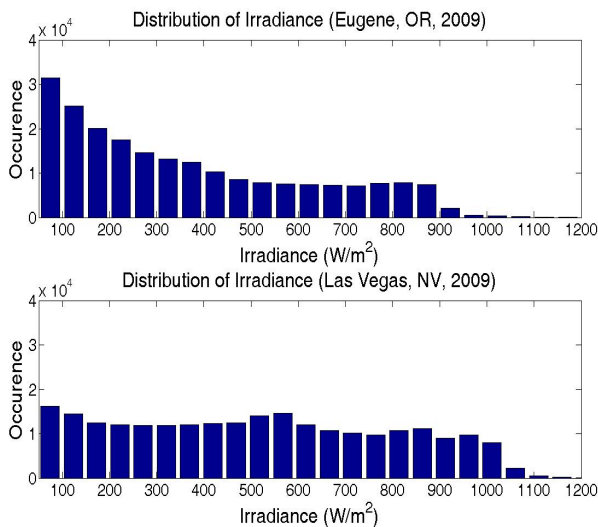 Distribution of Irradiance (Eugene, OR, 2009)
4 x 10^4
3
2
1
0
Occurence
100 200 300 400 500 600 700 800 900 1000 1100 1200
Irradiance (W/m²)
Distribution of Irradiance (Las Vegas, NV, 2009)
4 x 10^4
3
2
1
0
Occurence
100 200 300 400 500 600 700 800 900 1000 1100 1200
Irradiance (W/m²)